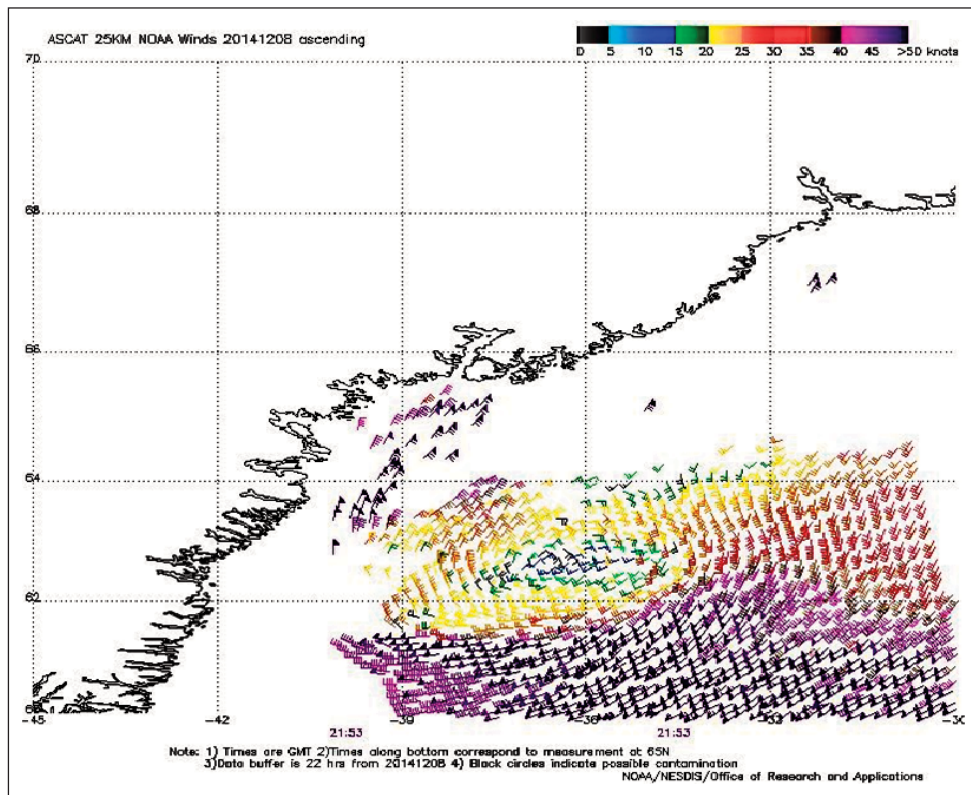 ASCAT 25KM NOAA Winds 20141208 ascending
0 5 10 15 20 25 30 35 40 45 >50 knots
70
68
66
64
62
-45 -42 -39 -36 -33
21:53 21:53
Note: 1) Times are GMT 2)Times along bottom correspond to measurement at 65N
3)Data buffer is 22 hrs from 20141208 4) Black circles indicate possible contamination
NOAA/NESDIS/Office of Research and Applications